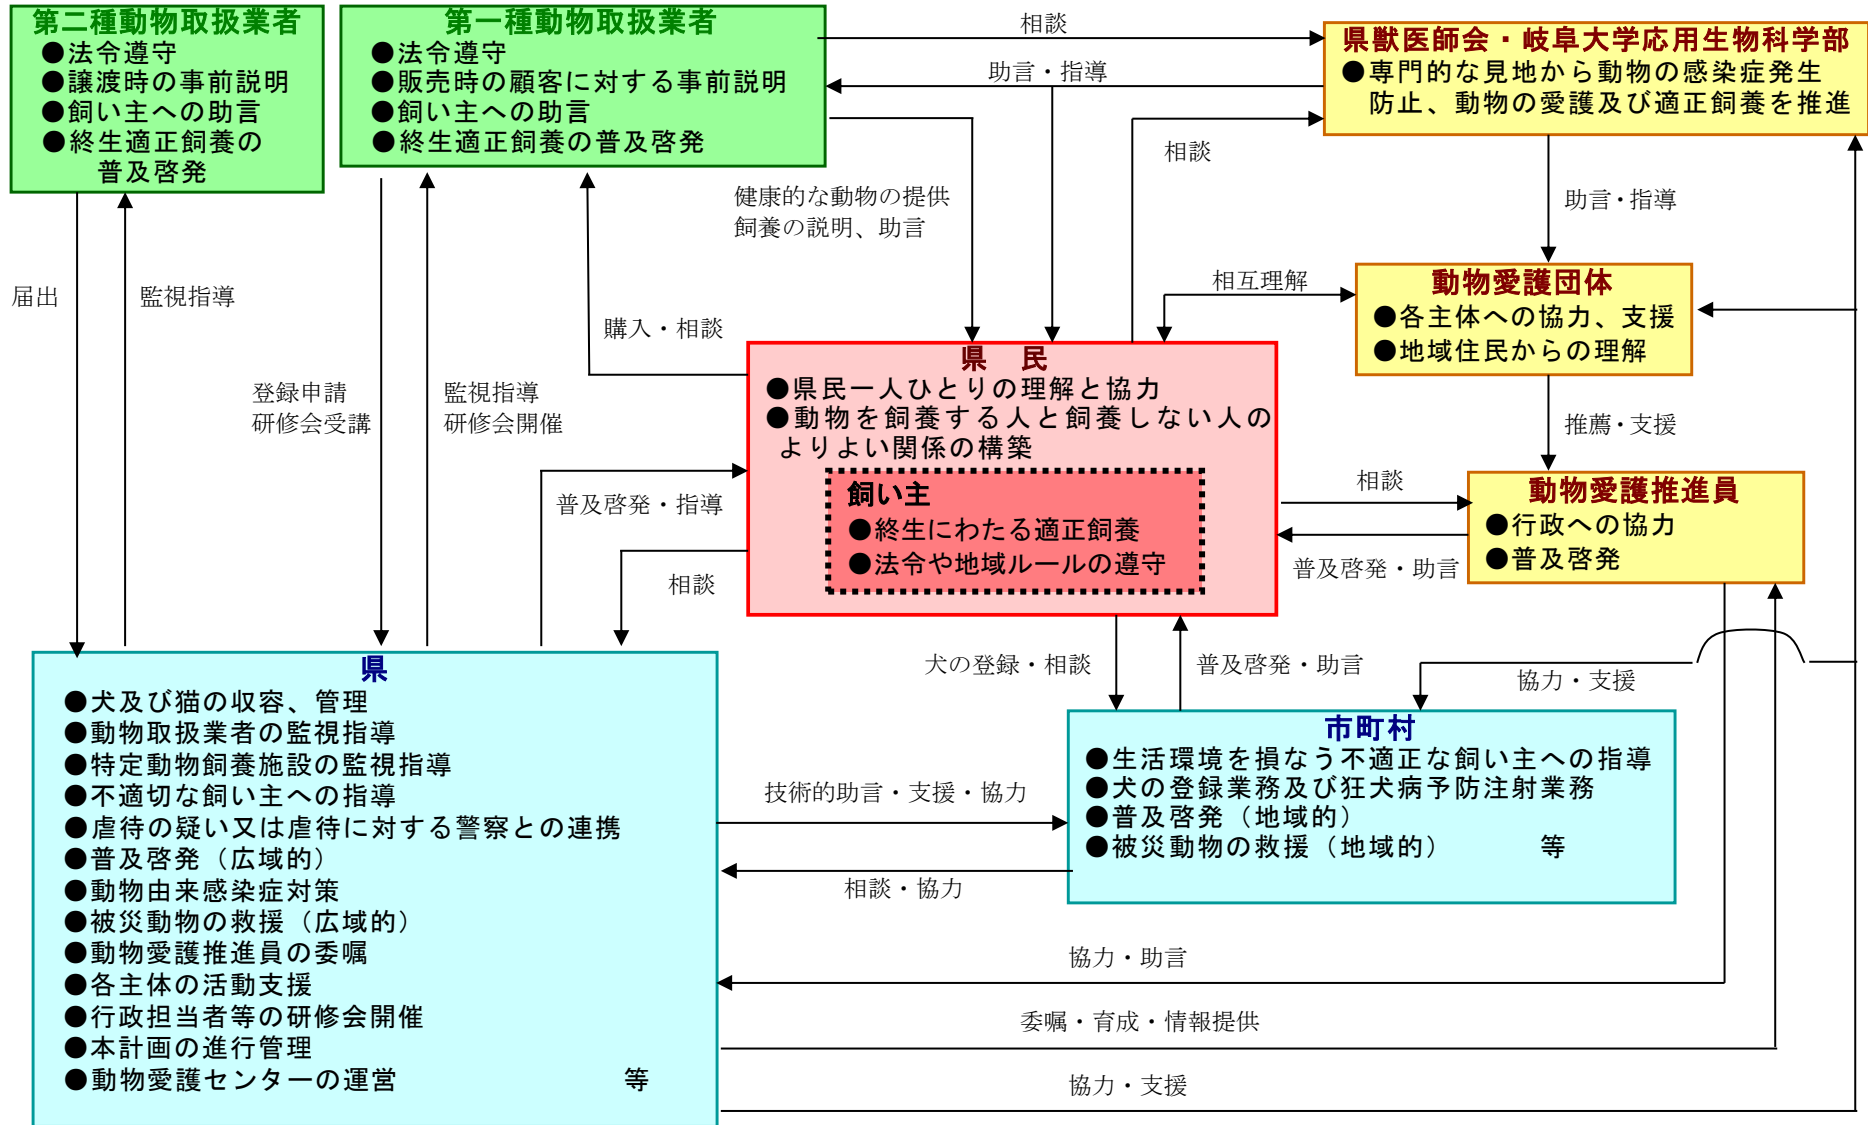 第二種動物取扱業者
●法令遵守
●譲渡時の事前説明
●飼い主への助言
●終生適正飼養の
普及啓発
第一種動物取扱業者
●法令遵守
●販売時の顧客に対する事前説明
●飼い主への助言
●終生適正飼養の普及啓発
相談
助言・指導
県獣医師会・岐阜大学応用生物科学部
●専門的な見地から動物の感染症発生
防止、動物の愛護及び適正飼養を推進
相談
健康的な動物の提供
飼養の説明、助言
助言・指導
届出
監視指導
相互理解
動物愛護団体
●各主体への協力、支援
●地域住民からの理解
購入・相談
登録申請
研修会受講
監視指導
研修会開催
県　民
●県民一人ひとりの理解と協力
●動物を飼養する人と飼養しない人の
よりよい関係の構築
飼い主
●終生にわたる適正飼養
●法令や地域ルールの遵守
推薦・支援
普及啓発・指導
相談
相談
動物愛護推進員
●行政への協力
●普及啓発
普及啓発・助言
犬の登録・相談
普及啓発・助言
協力・支援
県
●犬及び猫の収容、管理
●動物取扱業者の監視指導
●特定動物飼養施設の監視指導
●不適切な飼い主への指導
●虐待の疑い又は虐待に対する警察との連携
●普及啓発（広域的）
●動物由来感染症対策
●被災動物の救援（広域的）
●動物愛護推進員の委嘱
●各主体の活動支援
●行政担当者等の研修会開催
●本計画の進行管理
●動物愛護センターの運営　　　　　　　　等
技術的助言・支援・協力
相談・協力
市町村
●生活環境を損なう不適正な飼い主への指導
●犬の登録業務及び狂犬病予防注射業務
●普及啓発（地域的）
●被災動物の救援（地域的）　　　　等
協力・助言
委嘱・育成・情報提供
協力・支援